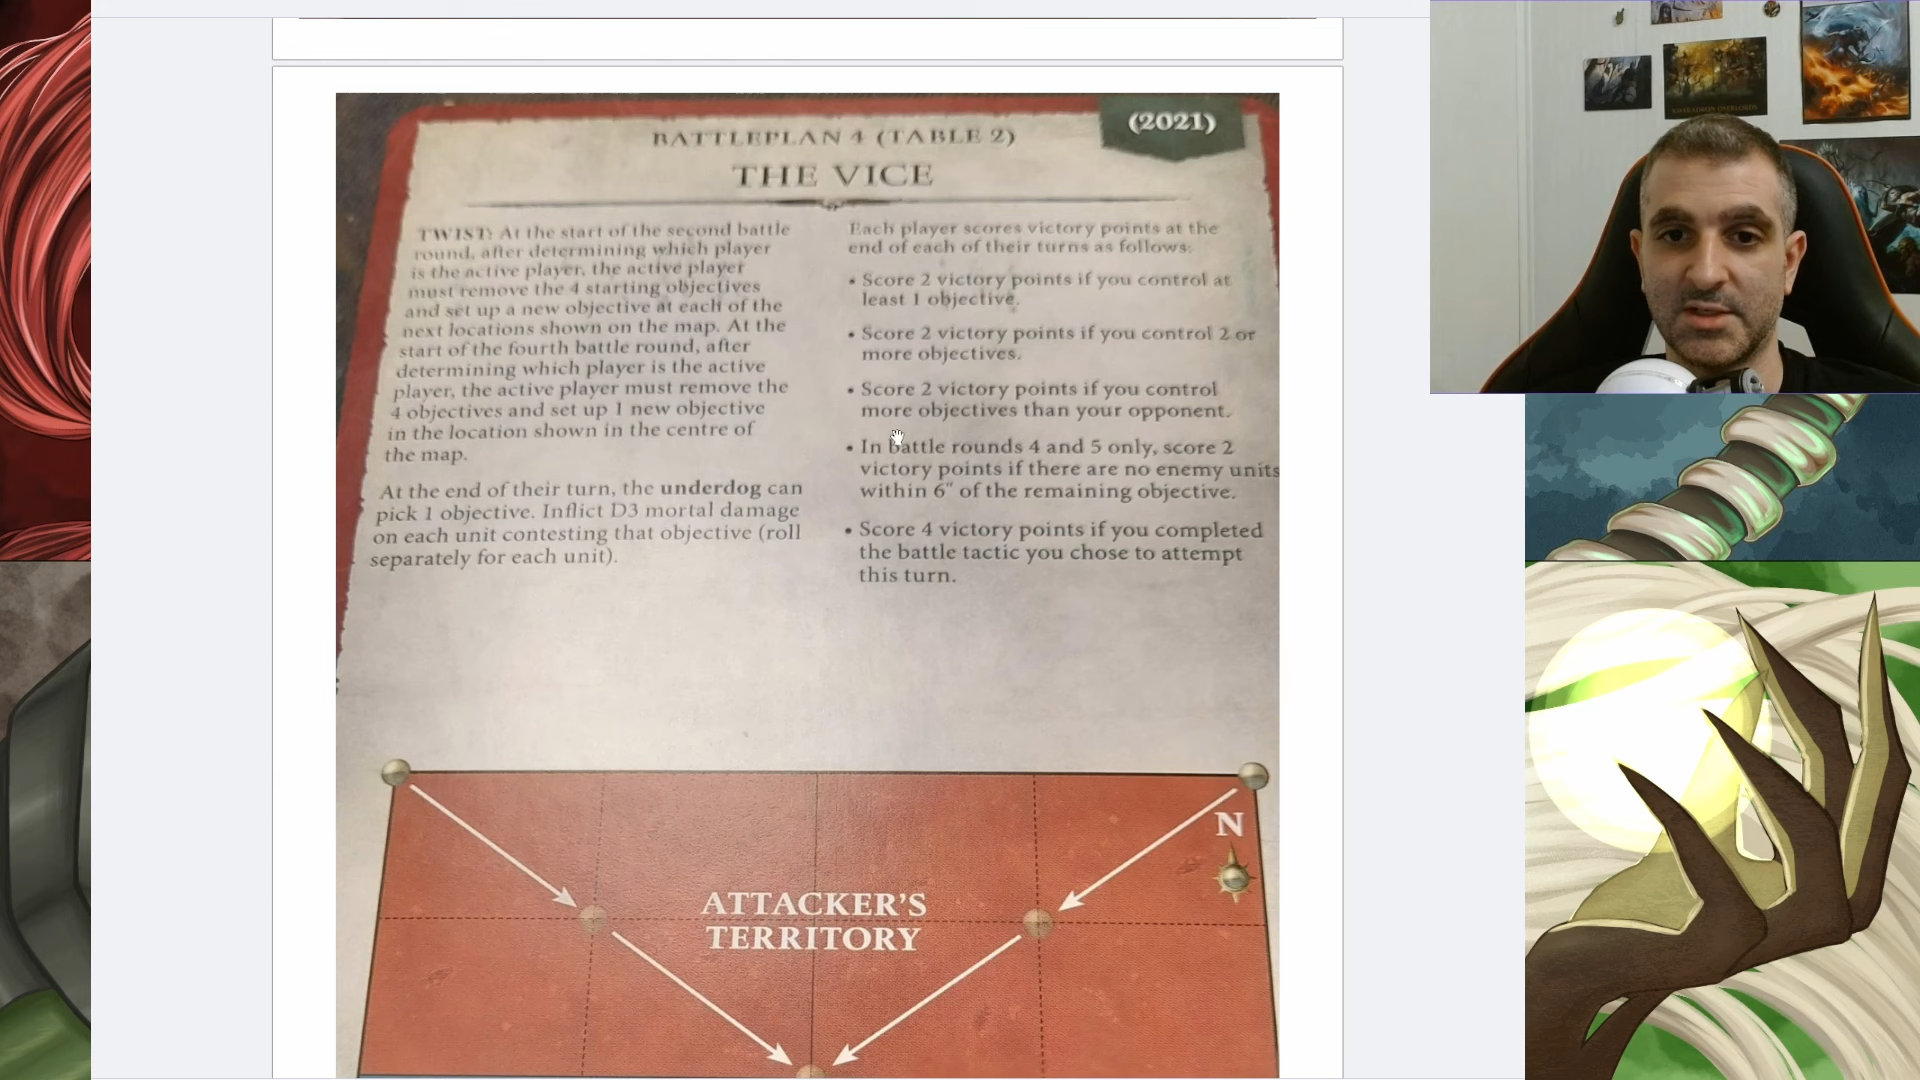 (2021)
BATTLEPLAN 4 (TABLE 2)
THE VICE
TWIST: At the start of the second battle
round, after determining which player
is the active player, the active player
must remove the 4 starting objectives
and set up a new objective at each of the
next locations shown on the map. At the
start of the fourth battle round, after
determining which player is the active
player, the active player must remove the
4 objectives and set up 1 new objective
in the location shown in the centre of
the map.
At the end of their turn, the underdog can
pick 1 objective. Inflict D3 mortal damage
on each unit contesting that objective (roll
separately for each unit).
Each player scores victory points at the
end of each of their turns as follows:
• Score 2 victory points if you control at
least 1 objective.
• Score 2 victory points if you control 2 or
more objectives.
• Score 2 victory points if you control
more objectives than your opponent.
• In battle rounds 4 and 5 only, score 2
victory points if there are no enemy units
within 6" of the remaining objective.
• Score 4 victory points if you completed
the battle tactic you chose to attempt
this turn.
N
ATTACKER'S
TERRITORY
KHARADRON OVERLORDS